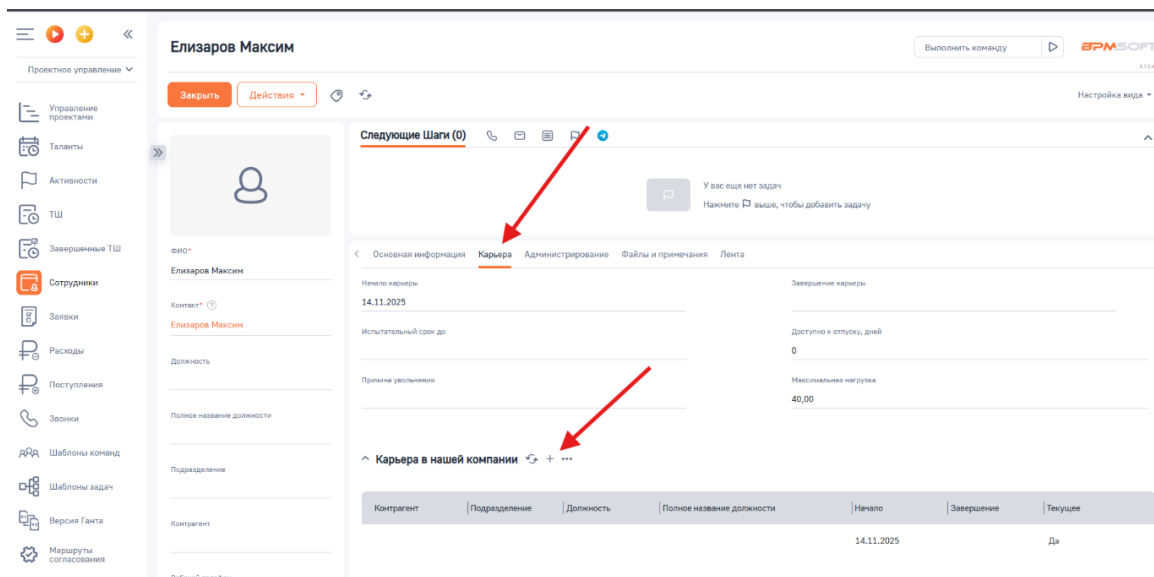 Елизаров Максим
Выполнить команду
BPMSOFT
Проектное управление
Закрыть
Действия
Настройка вида
Управление
проектами
Таланты
Активности
ТШ
Завершенные ТШ
Сотрудники
Заявки
Расходы
Поступления
Звонки
Шаблоны команд
Шаблоны задач
Версия Ганта
Маршруты
согласования
ФИО*
Елизаров Максим
Контакт* ?
Елизаров Максим
Должность
Полное название должности
Подразделение
Контрагент
Следующие Шаги (0)
У вас еще нет задач
Нажмите выше, чтобы добавить задачу
Основная информация Карьера Администрирование Файлы и примечания Лента
Начало карьеры Завершение карьеры
14.11.2025
Испытательный срок до Доступно к отпуску, дней
0
Причина увольнения Максимальная нагрузка
40,00
Карьера в нашей компании
Контрагент Подразделение Должность Полное название должности Начало Завершение Текущее
14.11.2025 Да